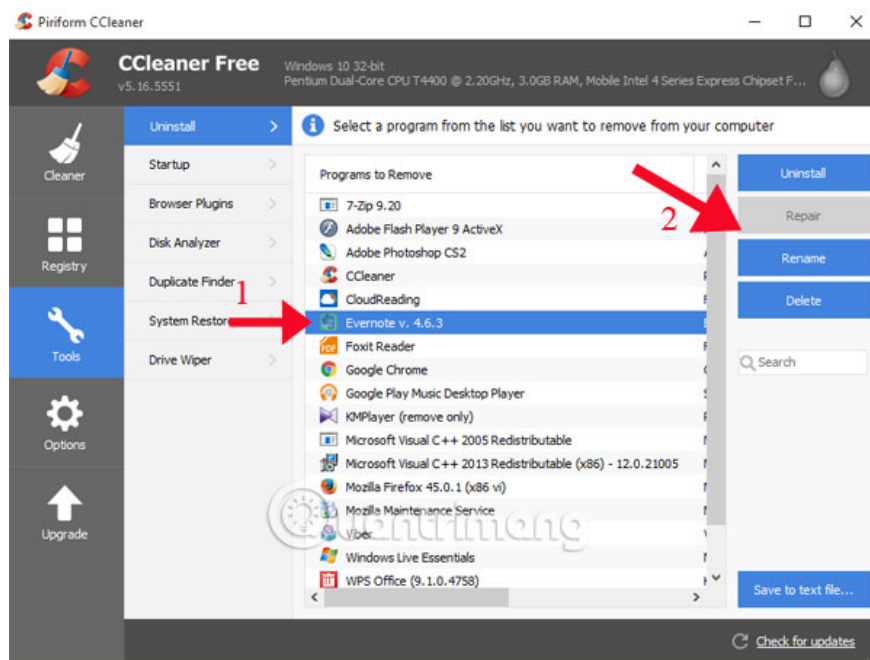 Piriform CCleaner
CCleaner Free
v5.16.5551
Windows 10 32-bit
Pentium Dual-Core CPU T4400 @ 2.20GHz, 3.0GB RAM, Mobile Intel 4 Series Express Chipset F...
Cleaner
Registry
Tools
Options
Upgrade
Uninstall
Startup
Browser Plugins
Disk Analyzer
Duplicate Finder
System Restore
Drive Wiper
1
Select a program from the list you want to remove from your computer
Programs to Remove
7-Zip 9.20
Adobe Flash Player 9 ActiveX
Adobe Photoshop CS2
CCleaner
CloudReading
Evernote v. 4.6.3
Foxit Reader
Google Chrome
Google Play Music Desktop Player
KMPlayer (remove only)
Microsoft Visual C++ 2005 Redistributable
Microsoft Visual C++ 2013 Redistributable (x86) - 12.0.21005
Mozilla Firefox 45.0.1 (x86 vi)
Mozilla Maintenance Service
Viber
Windows Live Essentials
WPS Office (9.1.0.4758)
2
Uninstall
Repair
Rename
Delete
Search
Save to text file...
Check for updates
Quantrimang